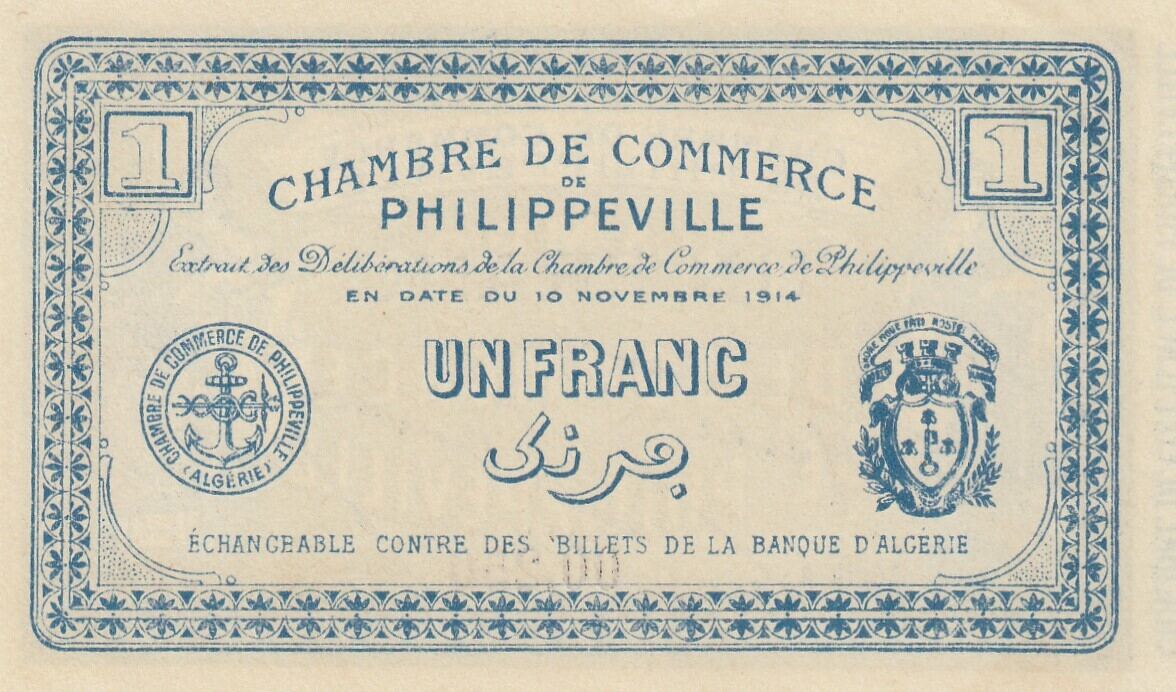 1
1
CHAMBRE DE COMMERCE
DE
PHILIPPEVILLE
Extrait des Délibérations de la Chambre de Commerce de Philippeville
EN DATE DU 10 NOVEMBRE 1914
CHAMBRE DE COMMERCE DE PHILIPPEVILLE
(ALGÉRIE)
UN FRANC
ڢرنك
ÉCHANGEABLE CONTRE DES BILLETS DE LA BANQUE D'ALGERIE